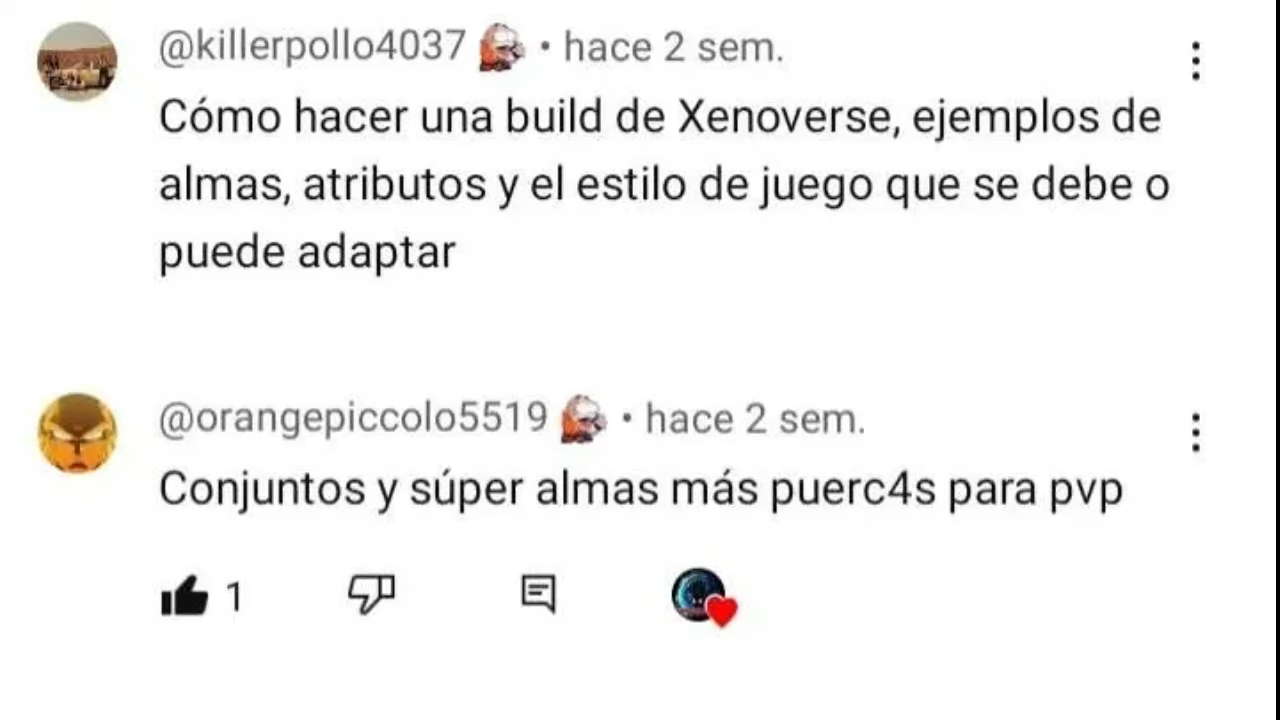 @killerpollo4037 • hace 2 sem.
Cómo hacer una build de Xenoverse, ejemplos de
almas, atributos y el estilo de juego que se debe o
puede adaptar
@orangepiccolo5519 • hace 2 sem.
Conjuntos y súper almas más puerc4s para pvp
1